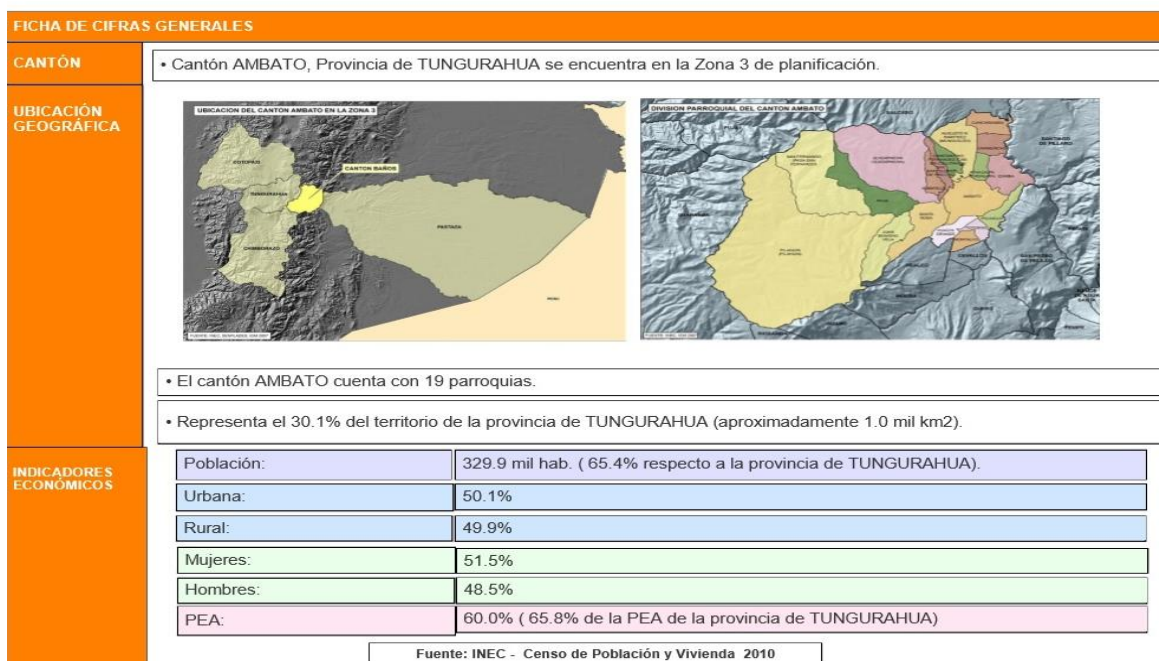 FICHA DE CIFRAS GENERALES
CANTÓN
• Cantón AMBATO, Provincia de TUNGURAHUA se encuentra en la Zona 3 de planificación.
UBICACIÓN
GEOGRÁFICA
UBICACION DEL CANTON AMBATO EN LA ZONA 3
COTOPAXI
CANTON BAÑOS
TUNGURAHUA
CHIMBORAZO
PASTAZA
PERU
DIVISION PARROQUIAL DEL CANTON AMBATO
AMBATO
SANTA
ROSA
• El cantón AMBATO cuenta con 19 parroquias.
• Representa el 30.1% del territorio de la provincia de TUNGURAHUA (aproximadamente 1.0 mil km2).
INDICADORES
ECONÓMICOS
Población: 329.9 mil hab. ( 65.4% respecto a la provincia de TUNGURAHUA).
Urbana: 50.1%
Rural: 49.9%
Mujeres: 51.5%
Hombres: 48.5%
PEA: 60.0% ( 65.8% de la PEA de la provincia de TUNGURAHUA)
Fuente: INEC - Censo de Población y Vivienda 2010